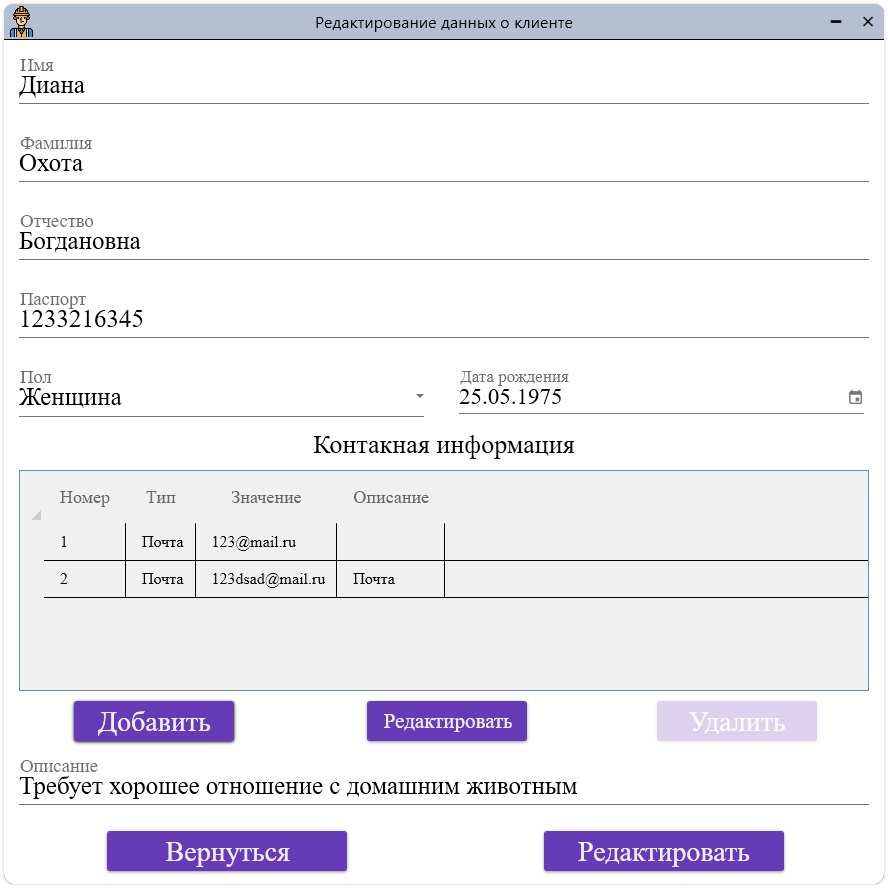 Редактирование данных о клиенте
Имя
Диана
Фамилия
Охота
Отчество
Богдановна
Паспорт
1233216345
Пол Дата рождения
Женщина 25.05.1975
Контакная информация
Номер Тип Значение Описание
1 Почта 123@mail.ru
2 Почта 123dsad@mail.ru Почта
Добавить Редактировать Удалить
Описание
Требует хорошее отношение с домашним животным
Вернуться Редактировать